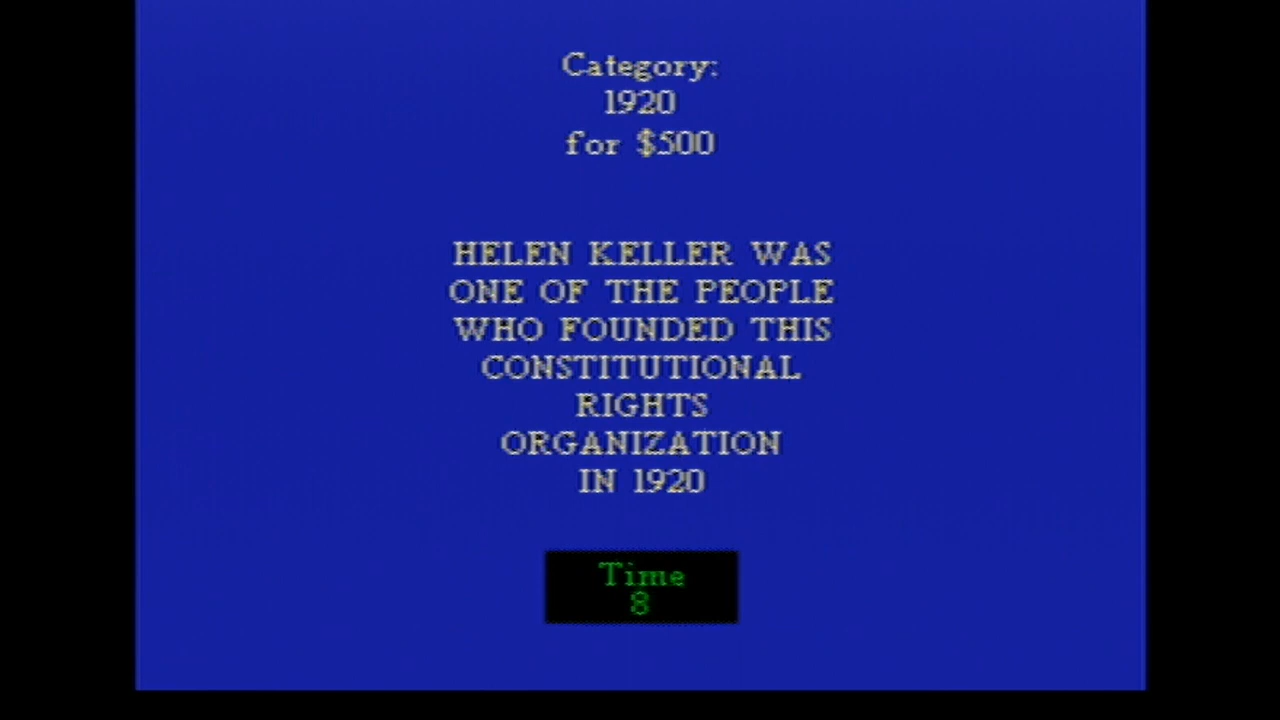 Category:
1920
for $500
HELEN KELLER WAS
ONE OF THE PEOPLE
WHO FOUNDED THIS
CONSTITUTIONAL
RIGHTS
ORGANIZATION
IN 1920
Time
8